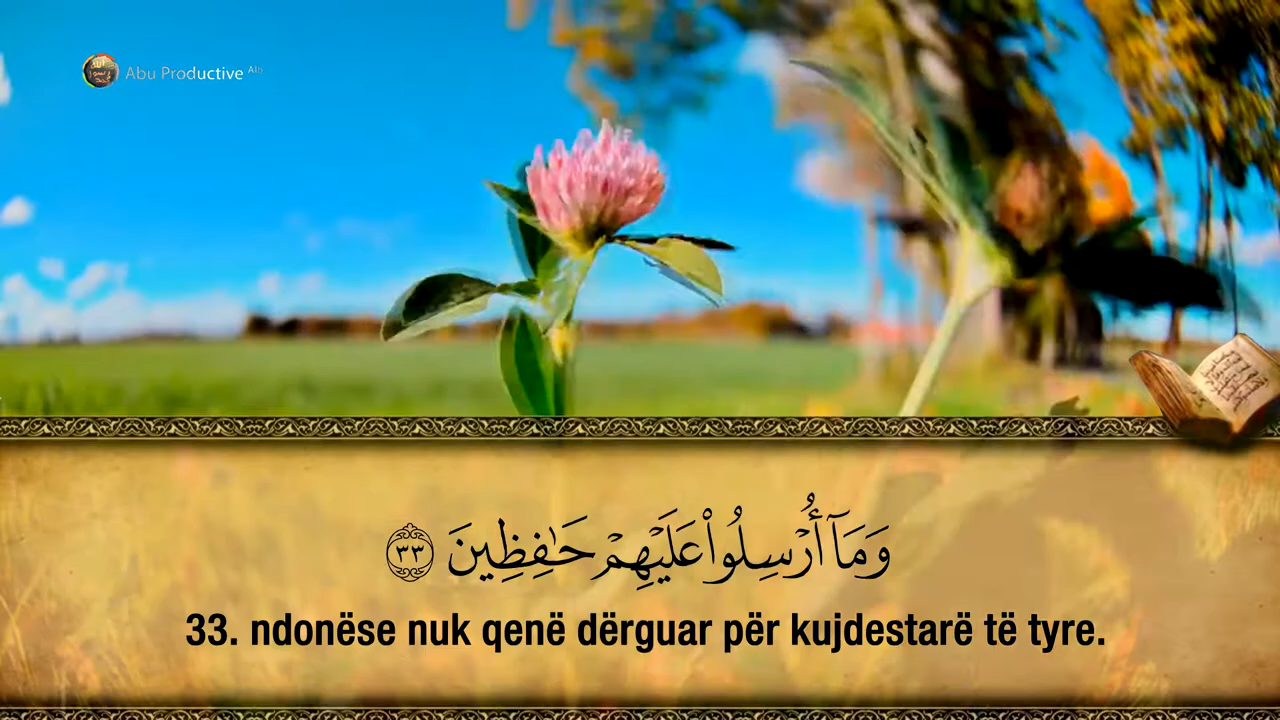 Abu Productive
وَمَآ أُرْسِلُوا۟ عَلَيْهِمْ حَـٰفِظِينَ ٣٣
33. ndonëse nuk qenë dërguar për kujdestarë të tyre.